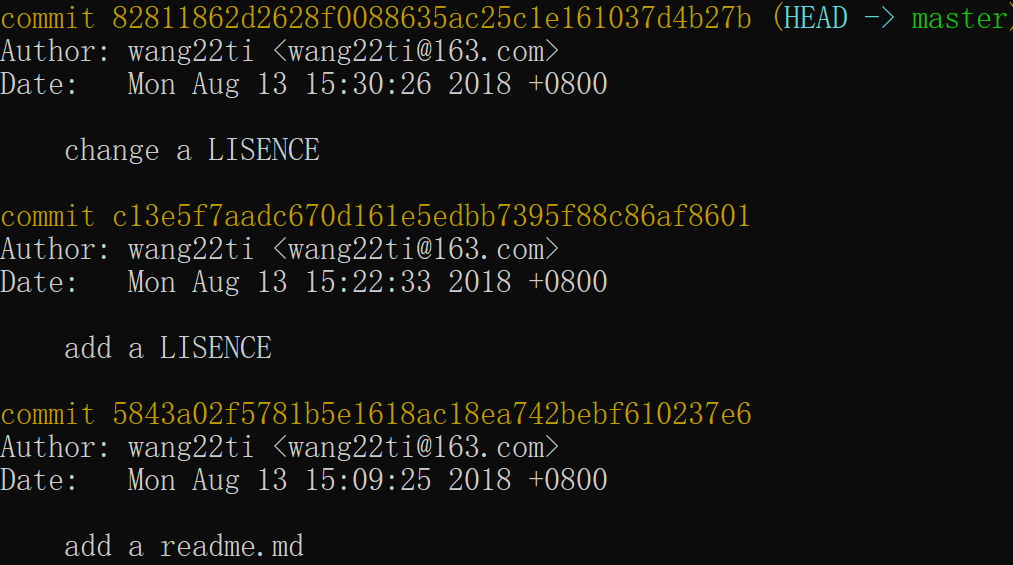 commit 82811862d2628f0088635ac25c1e161037d4b27b (HEAD -> master)
Author: wang22ti <wang22ti@163.com>
Date:   Mon Aug 13 15:30:26 2018 +0800
change a LISENCE
commit c13e5f7aadc670d161e5edbb7395f88c86af8601
Author: wang22ti <wang22ti@163.com>
Date:   Mon Aug 13 15:22:33 2018 +0800
add a LISENCE
commit 5843a02f5781b5e1618ac18ea742bebf610237e6
Author: wang22ti <wang22ti@163.com>
Date:   Mon Aug 13 15:09:25 2018 +0800
add a readme.md